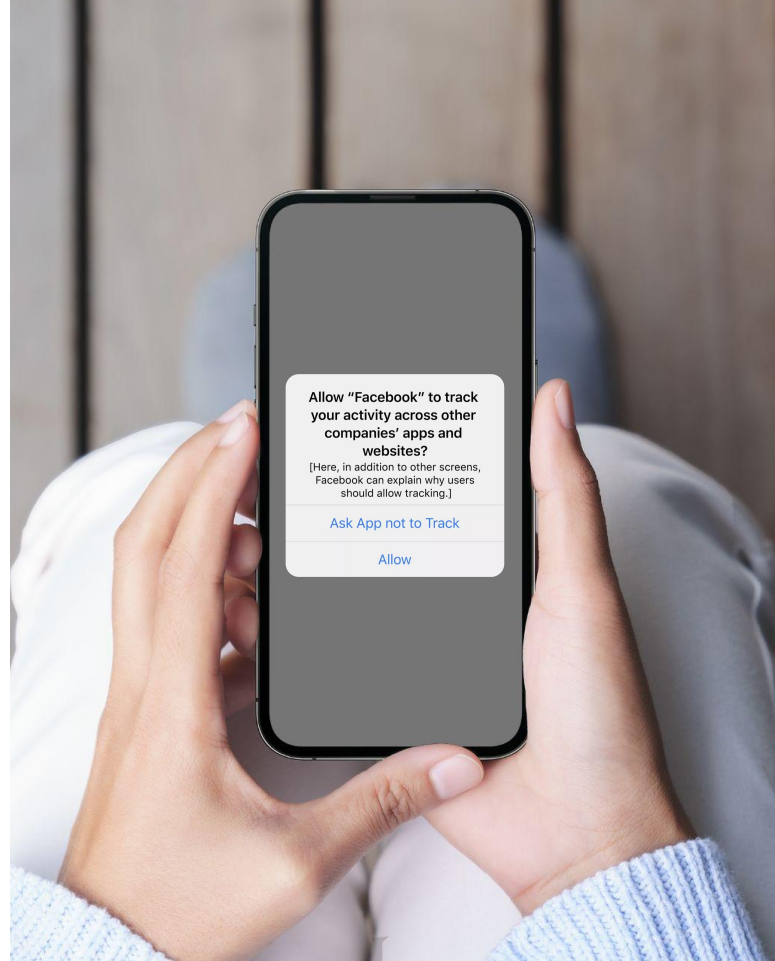 Allow “Facebook” to track
your activity across other
companies’ apps and
websites?
[Here, in addition to other screens,
Facebook can explain why users
should allow tracking.]
Ask App not to Track
Allow